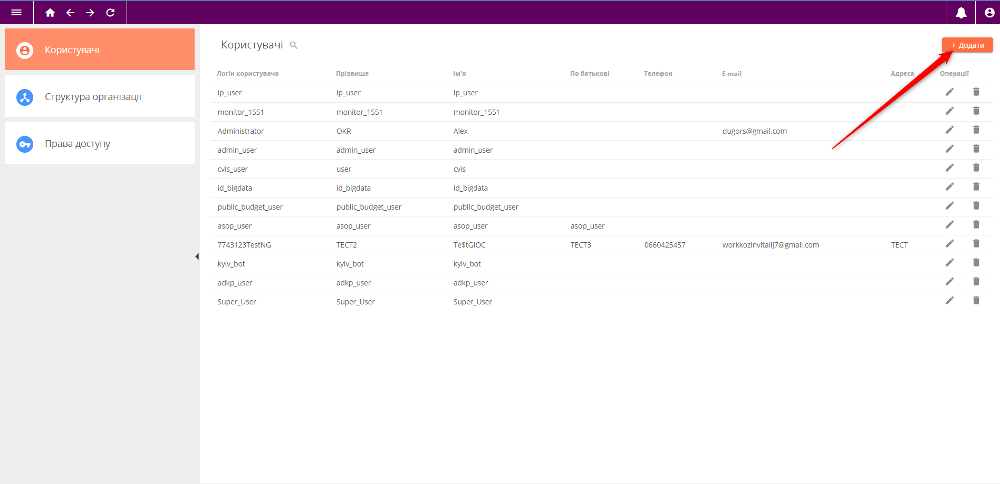 Користувачі
Структура організації
Права доступу
Користувачі
+ Додати
Логін користувача Прізвище Ім'я По батькові Телефон E-mail Адреса Операції
ip_user ip_user ip_user
monitor_1551 monitor_1551 monitor_1551
Administrator OKR Alex dugors@gmail.com
admin_user admin_user admin_user
cvis_user user cvis
id_bigdata id_bigdata id_bigdata
public_budget_user public_budget_user public_budget_user
asop_user asop_user asop_user asop_user
7743123TestNG ТЕСТ2 Te$tGIOC ТЕСТ3 0660425457 workkozinvitalij7@gmail.com ТЕСТ
kyiv_bot kyiv_bot kyiv_bot
adkp_user adkp_user adkp_user
Super_User Super_User Super_User